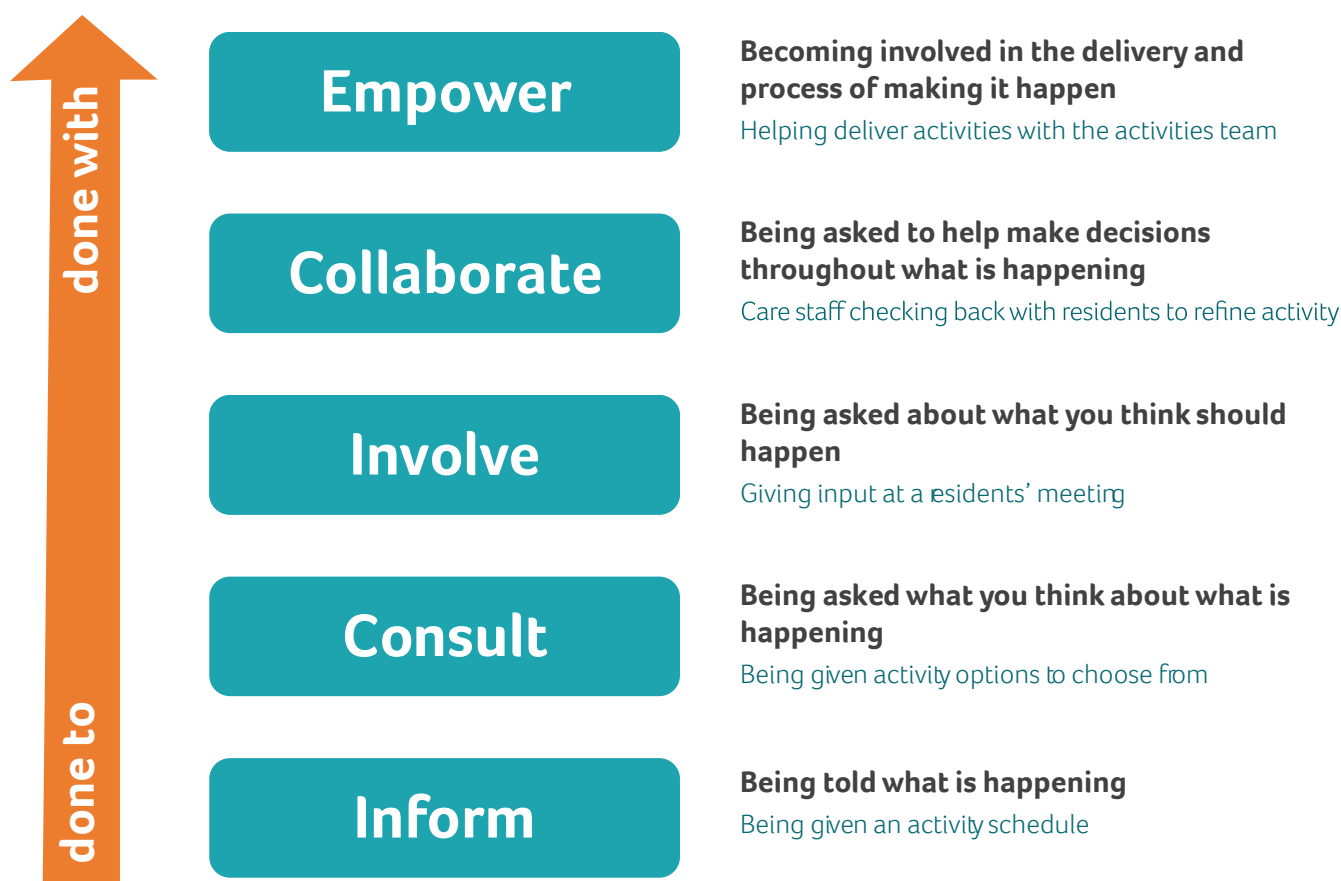 done with
Empower
Becoming involved in the delivery and
process of making it happen
Helping deliver activities with the activities team
Collaborate
Being asked to help make decisions
throughout what is happening
Care staff checking back with residents to refine activity
Involve
Being asked about what you think should
happen
Giving input at a residents’ meeting
Consult
Being asked what you think about what is
happening
Being given activity options to choose from
done to
Inform
Being told what is happening
Being given an activity schedule